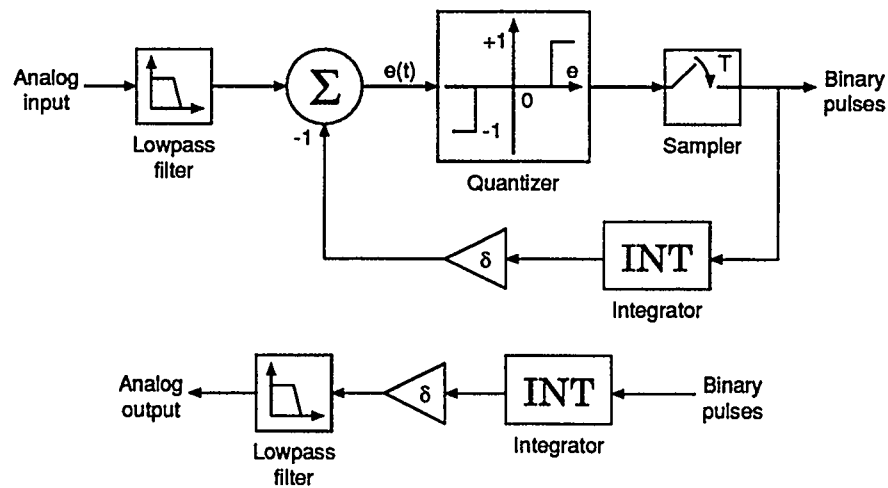 Analog
input
Lowpass
filter
Σ
-1
e(t)
+1
e
0
-1
Quantizer
T
Sampler
Binary
pulses
δ
INT
Integrator
Analog
output
Lowpass
filter
δ
INT
Integrator
Binary
pulses